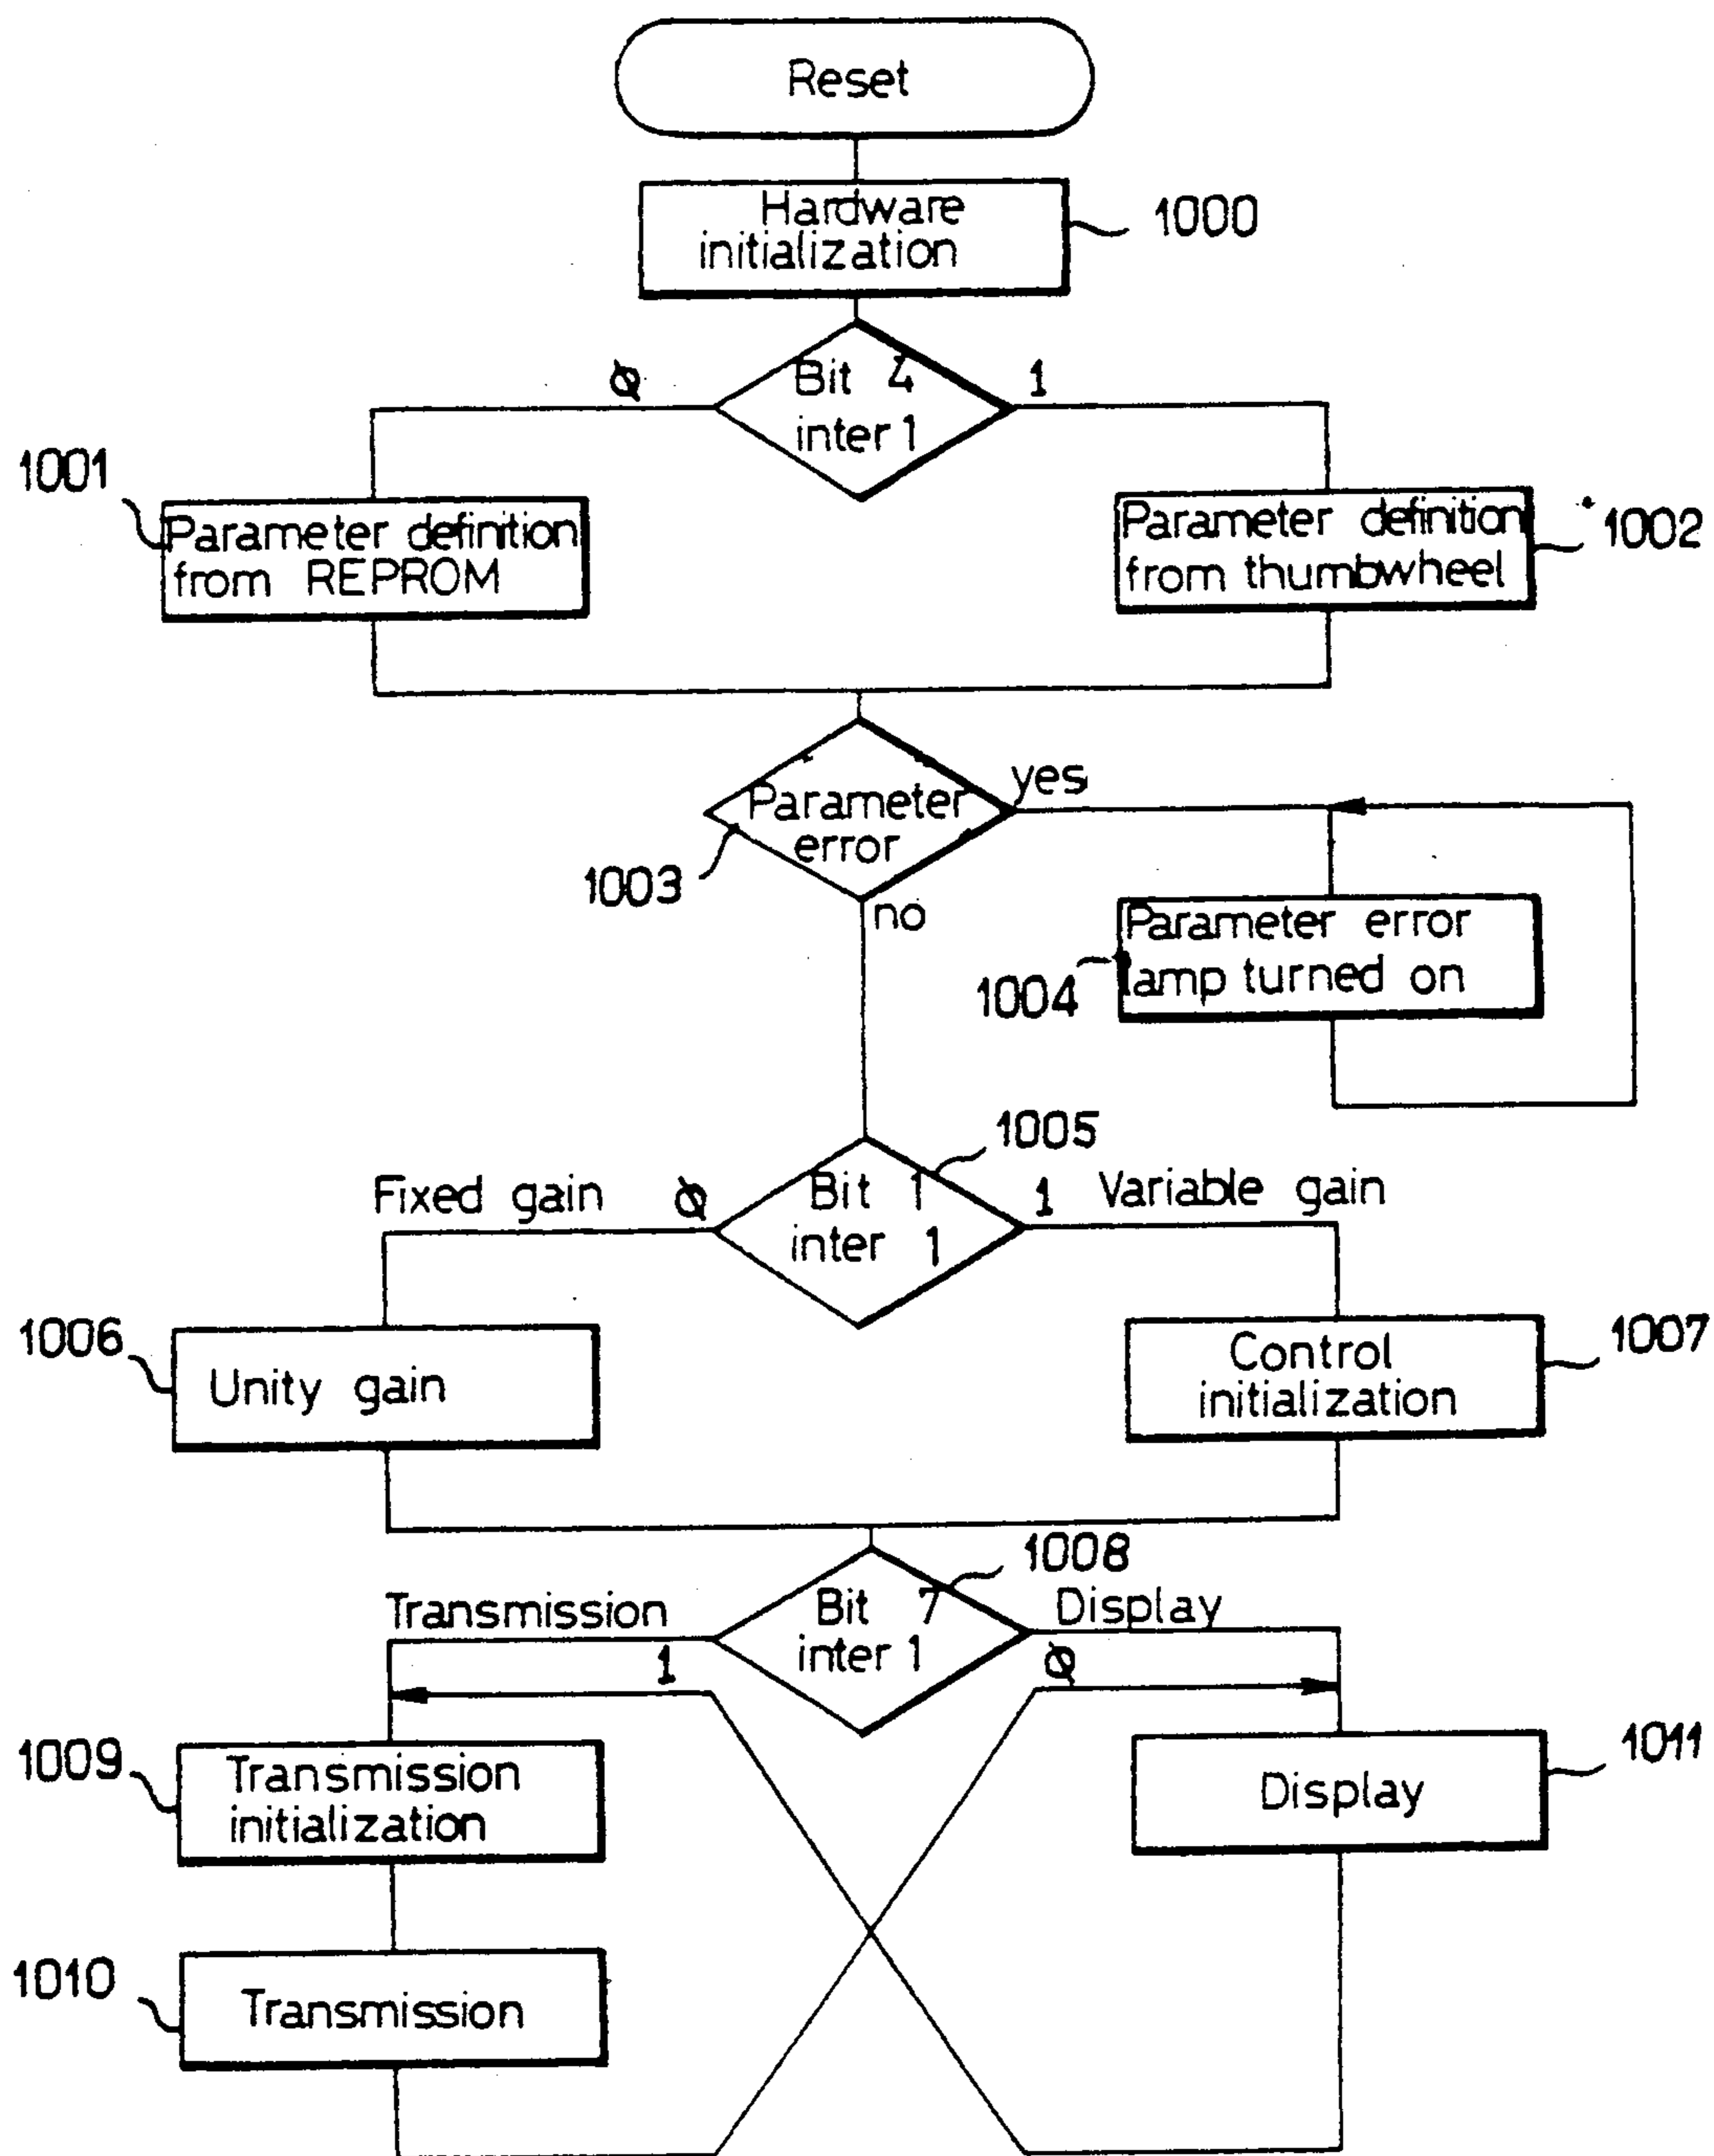 Reset
Hardware
initialization
1000
Ø
Bit 4
inter 1
1
1001
Parameter definition
from REPROM
Parameter definition
from thumbwheel
1002
Parameter
error
yes
1003
no
Parameter error
lamp turned on
1004
1005
Fixed gain
Ø
Bit 1
inter 1
1
Variable gain
1006
Unity gain
Control
initialization
1007
1008
Transmission
1
Bit 7
inter 1
Display
Ø
1009
Transmission
initialization
Display
1011
1010
Transmission